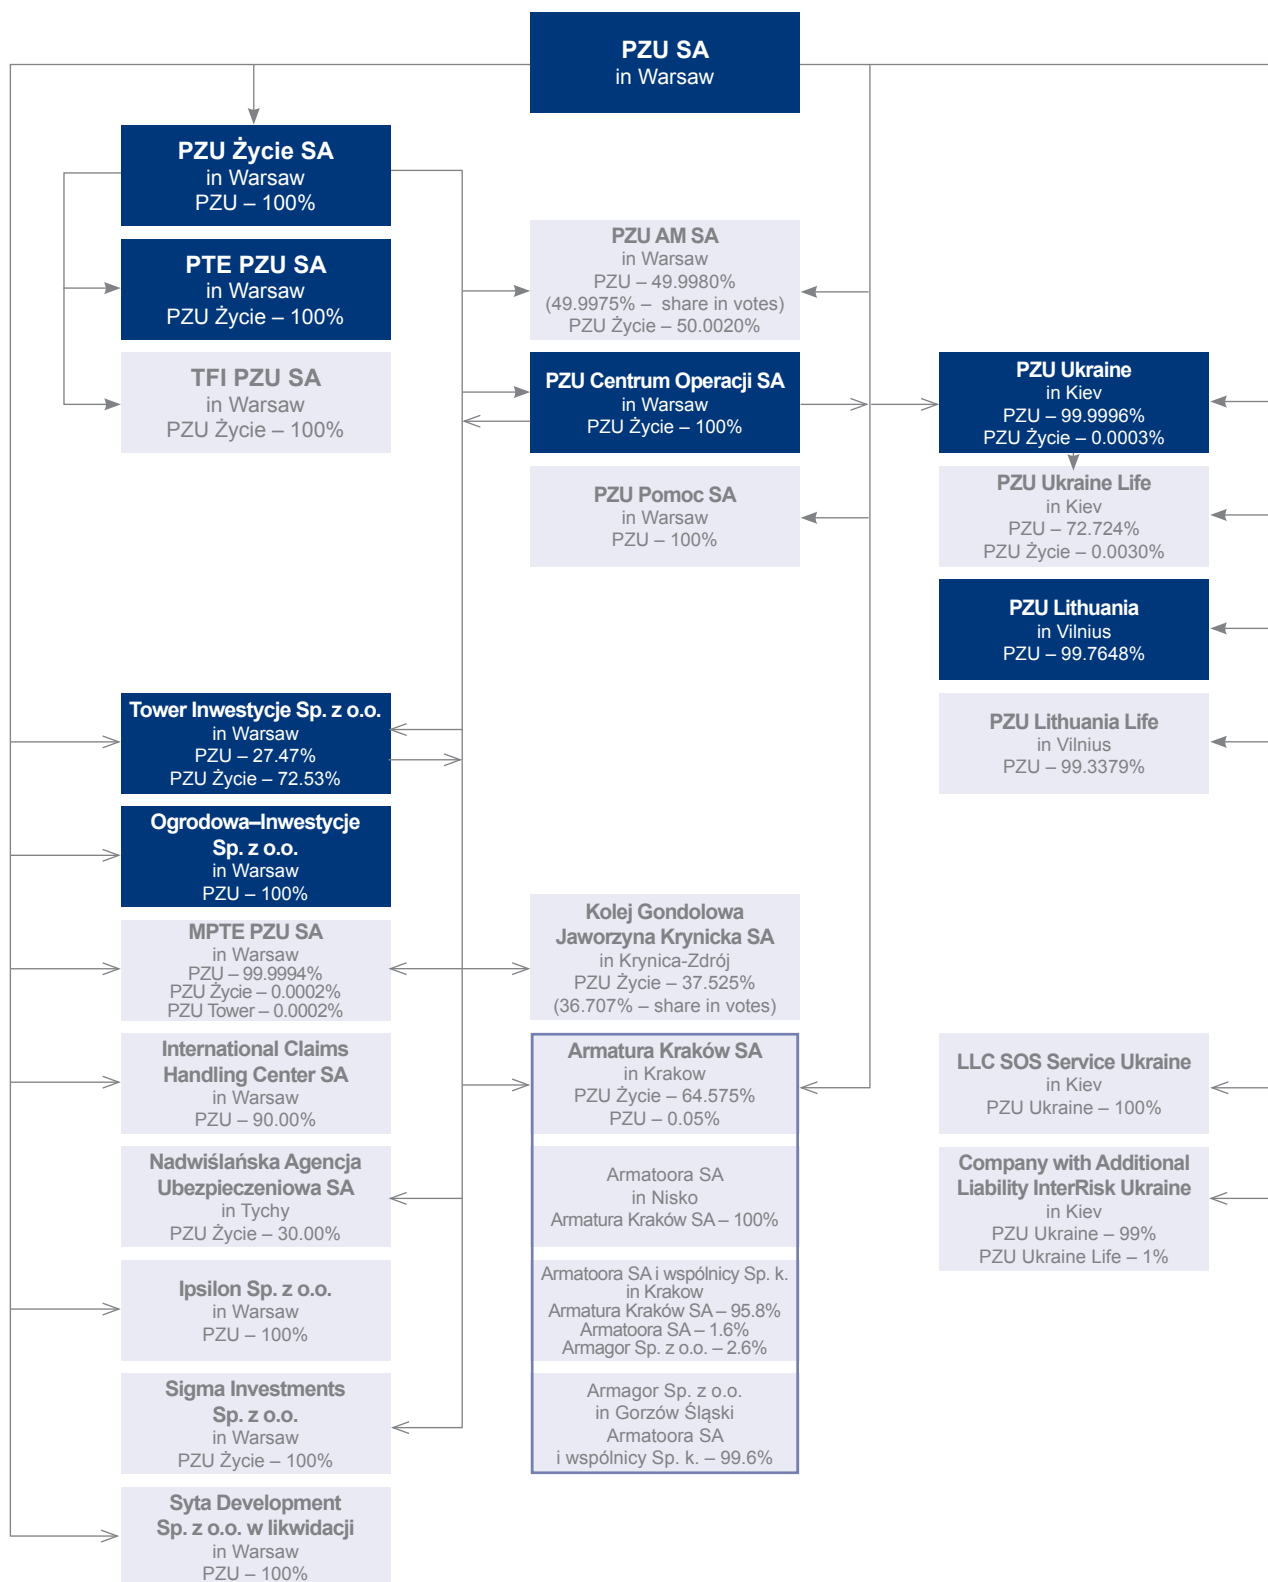 PZU SA
in Warsaw
PZU Życie SA
in Warsaw
PZU – 100%
PTE PZU SA
in Warsaw
PZU Życie – 100%
TFI PZU SA
in Warsaw
PZU Życie – 100%
Tower Inwestycje Sp. z o.o.
in Warsaw
PZU – 27.47%
PZU Życie – 72.53%
Ogrodowa–Inwestycje
Sp. z o.o.
in Warsaw
PZU – 100%
MPTE PZU SA
in Warsaw
PZU – 99.9994%
PZU Życie – 0.0002%
PZU Tower – 0.0002%
International Claims
Handling Center SA
in Warsaw
PZU – 90.00%
Nadwiślańska Agencja
Ubezpieczeniowa SA
in Tychy
PZU Życie – 30.00%
Ipsilon Sp. z o.o.
in Warsaw
PZU – 100%
Sigma Investments
Sp. z o.o.
in Warsaw
PZU Życie – 100%
Syta Development
Sp. z o.o. w likwidacji
in Warsaw
PZU – 100%
PZU AM SA
in Warsaw
PZU – 49.9980%
(49.9975% – share in votes)
PZU Życie – 50.0020%
PZU Centrum Operacji SA
in Warsaw
PZU Życie – 100%
PZU Pomoc SA
in Warsaw
PZU – 100%
Kolej Gondolowa
Jaworzyna Krynicka SA
in Krynica-Zdrój
PZU Życie – 37.525%
(36.707% – share in votes)
Armatura Kraków SA
in Krakow
PZU Życie – 64.575%
PZU – 0.05%
Armatoora SA
in Nisko
Armatura Kraków SA – 100%
Armatoora SA i wspólnicy Sp. k.
in Krakow
Armatura Kraków SA – 95.8%
Armatoora SA – 1.6%
Armagor Sp. z o.o. – 2.6%
Armagor Sp. z o.o.
in Gorzów Śląski
Armatoora SA
i wspólnicy Sp. k. – 99.6%
PZU Ukraine
in Kiev
PZU – 99.9996%
PZU Życie – 0.0003%
PZU Ukraine Life
in Kiev
PZU – 72.724%
PZU Życie – 0.0030%
PZU Lithuania
in Vilnius
PZU – 99.7648%
PZU Lithuania Life
in Vilnius
PZU – 99.3379%
LLC SOS Service Ukraine
in Kiev
PZU Ukraine – 100%
Company with Additional
Liability InterRisk Ukraine
in Kiev
PZU Ukraine – 99%
PZU Ukraine Life – 1%